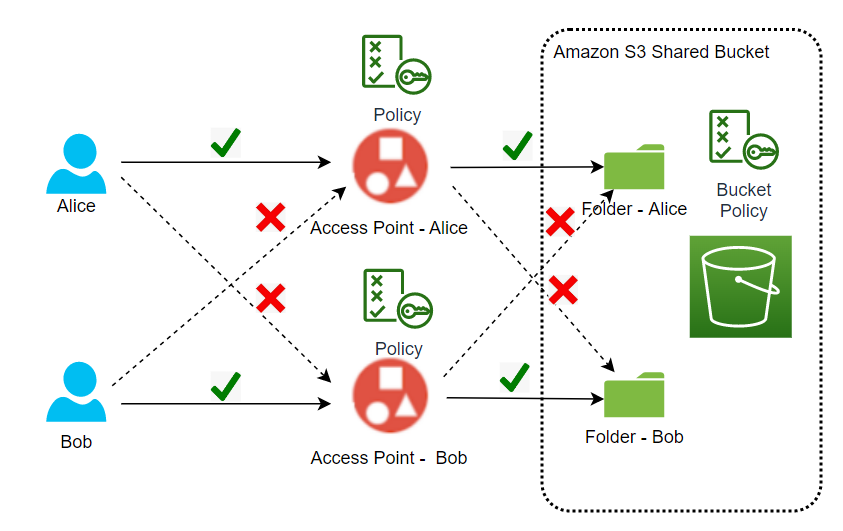 Amazon S3 Shared Bucket
Policy
Alice
Access Point - Alice
Folder - Alice
Bucket
Policy
Policy
Bob
Access Point -  Bob
Folder - Bob